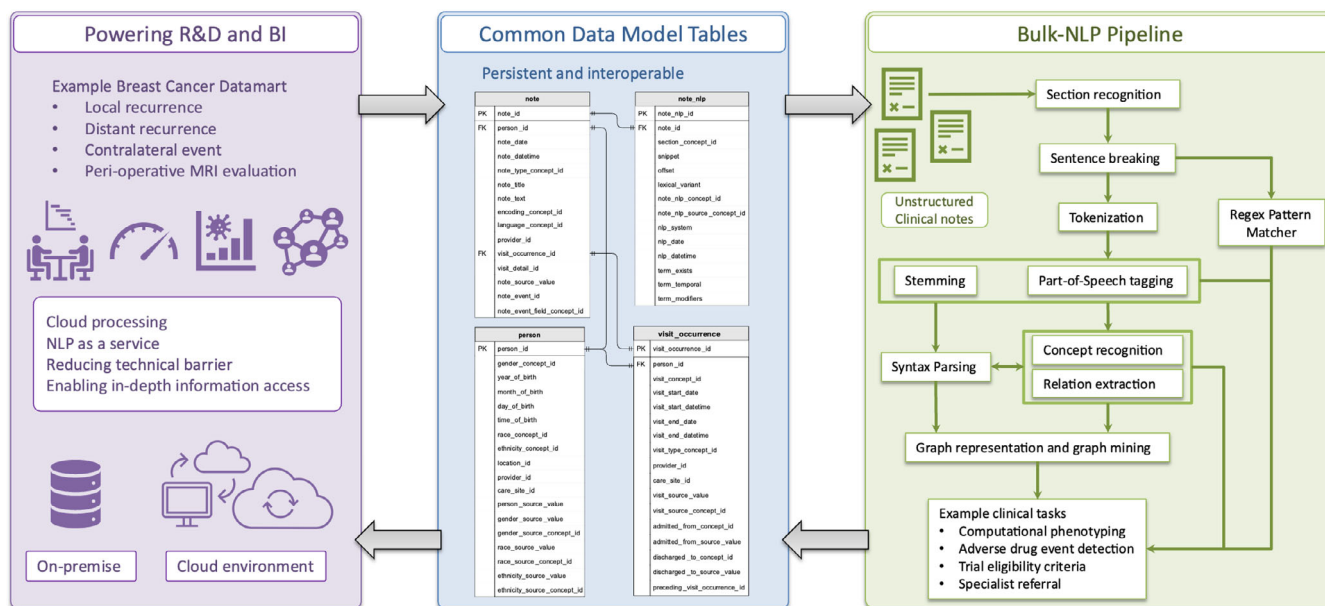 Powering R&D and BI
Example Breast Cancer Datamart
• Local recurrence
• Distant recurrence
• Contralateral event
• Peri-operative MRI evaluation
Cloud processing
NLP as a service
Reducing technical barrier
Enabling in-depth information access
On-premise
Cloud environment
Common Data Model Tables
Persistent and interoperable
note
PK note_id
FK person_id
note_date
note_datetime
note_type_concept_id
note_title
note_text
encoding_concept_id
language_concept_id
provider_id
FK visit_occurrence_id
visit_detail_id
note_source_value
note_event_id
note_event_field_concept_id
note_nlp
PK note_nlp_id
FK note_id
section_concept_id
snippet
offset
lexical_variant
note_nlp_concept_id
note_nlp_source_concept_id
nlp_system
nlp_date
nlp_datetime
term_exists
term_temporal
term_modifiers
person
PK person_id
gender_concept_id
year_of_birth
month_of_birth
day_of_birth
time_of_birth
race_concept_id
ethnicity_concept_id
location_id
provider_id
care_site_id
person_source_value
gender_source_value
gender_source_concept_id
race_source_value
race_source_concept_id
ethnicity_source_value
ethnicity_source_concept_id
visit_occurrence
PK visit_occurrence_id
FK person_id
visit_concept_id
visit_start_date
visit_start_datetime
visit_end_date
visit_end_datetime
visit_type_concept_id
provider_id
care_site_id
visit_source_value
visit_source_concept_id
admitted_from_concept_id
admitted_from_source_value
discharged_to_concept_id
discharged_to_source_value
preceding_visit_occurrence_id
Bulk-NLP Pipeline
Unstructured
Clinical notes
Section recognition
Sentence breaking
Tokenization
Regex Pattern
Matcher
Stemming
Part-of-Speech tagging
Syntax Parsing
Concept recognition
Relation extraction
Graph representation and graph mining
Example clinical tasks
• Computational phenotyping
• Adverse drug event detection
• Trial eligibility criteria
• Specialist referral